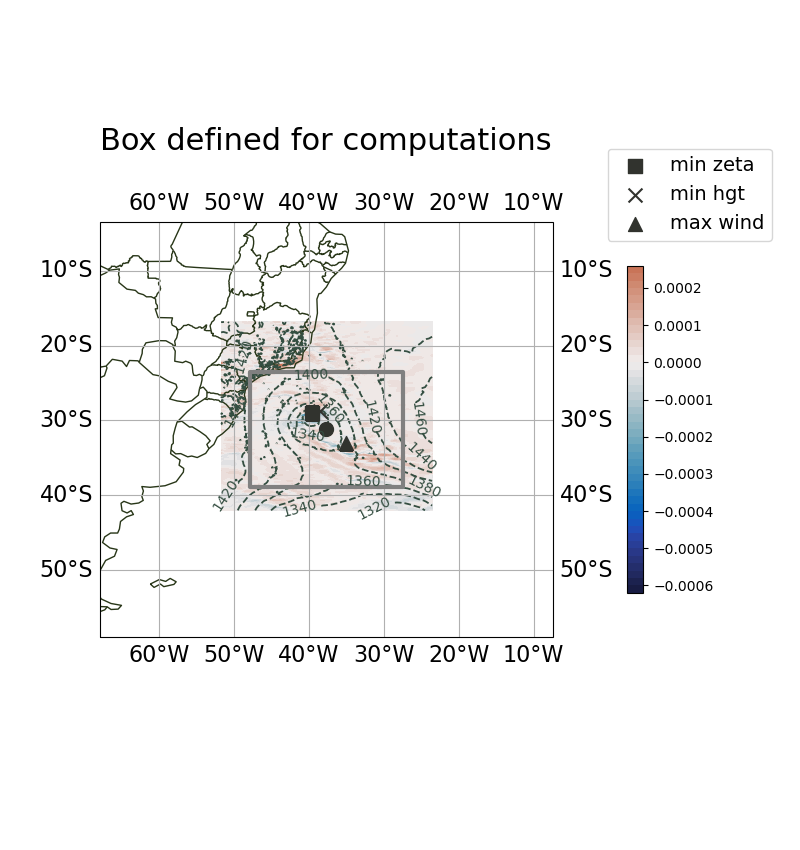 Box defined for computations
min zeta
min hgt
max wind
60°W 50°W 40°W 30°W 20°W 10°W
10°S 10°S
20°S 20°S
30°S 30°S
40°S 40°S
50°S 50°S
60°W 50°W 40°W 30°W 20°W 10°W
1420
1400
1360
1420
1460
1340
1440
1360
1380
1420
1340
1320
0.0002
0.0001
0.0000
−0.0001
−0.0002
−0.0003
−0.0004
−0.0005
−0.0006